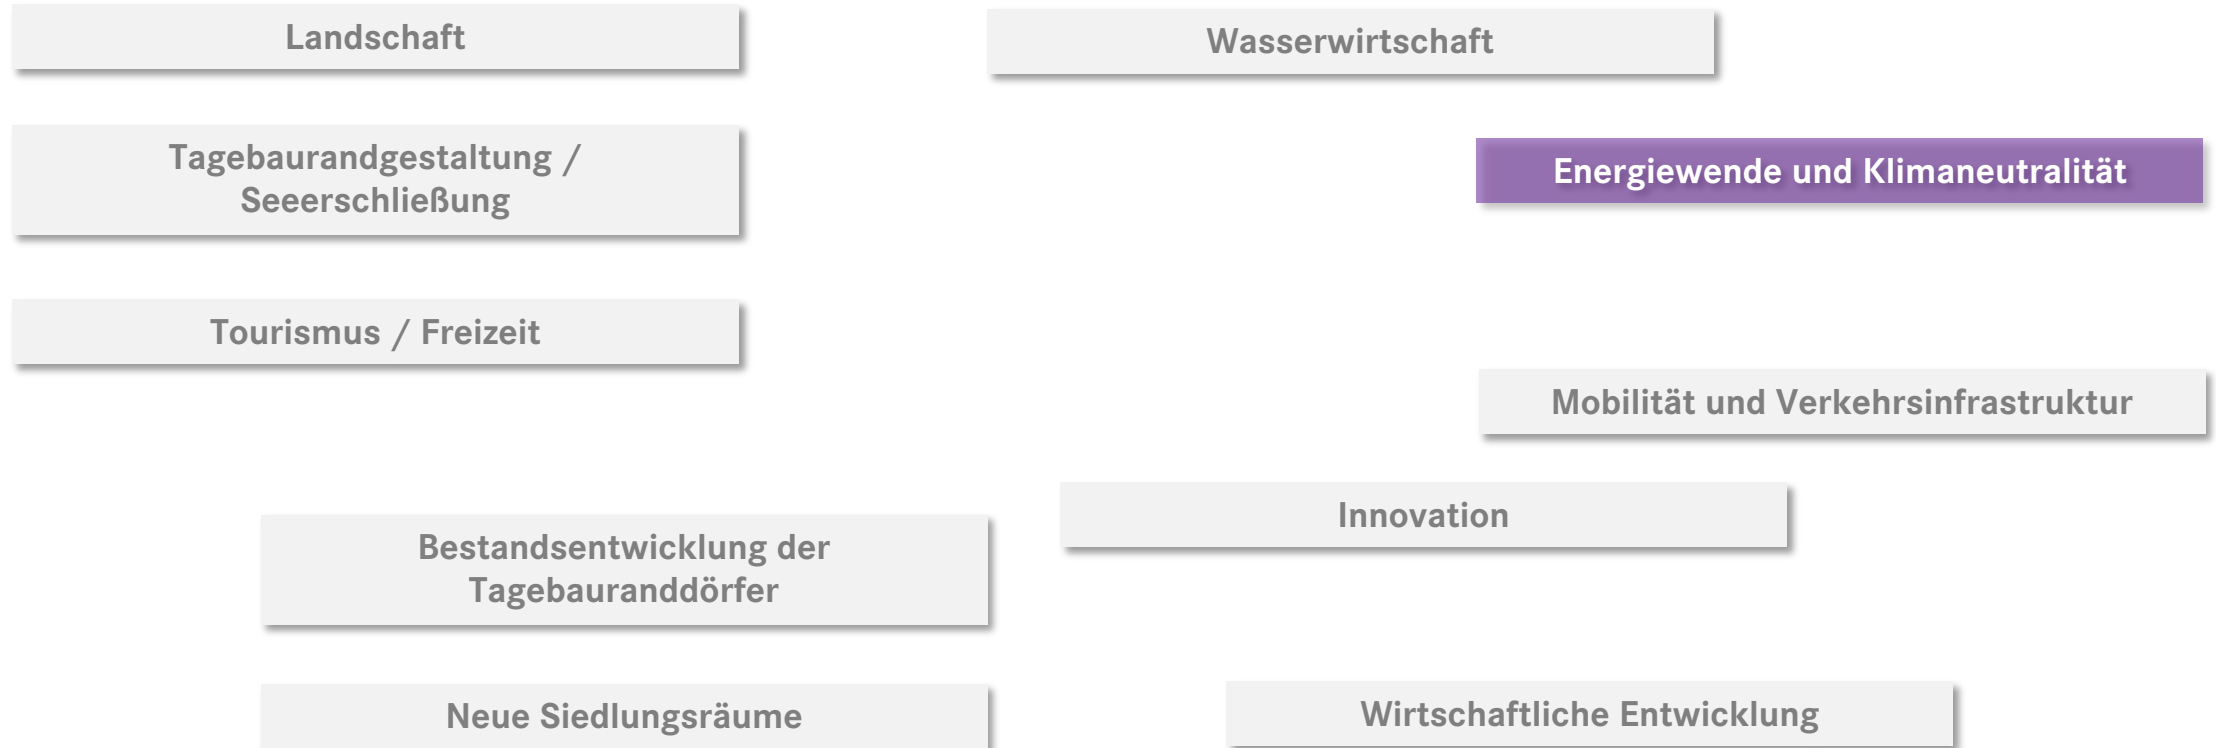 Landschaft
Wasserwirtschaft
Tagebaurandgestaltung /
Seeerschließung
Energiewende und Klimaneutralität
Tourismus / Freizeit
Mobilität und Verkehrsinfrastruktur
Innovation
Bestandsentwicklung der
Tagebauranddörfer
Neue Siedlungsräume
Wirtschaftliche Entwicklung